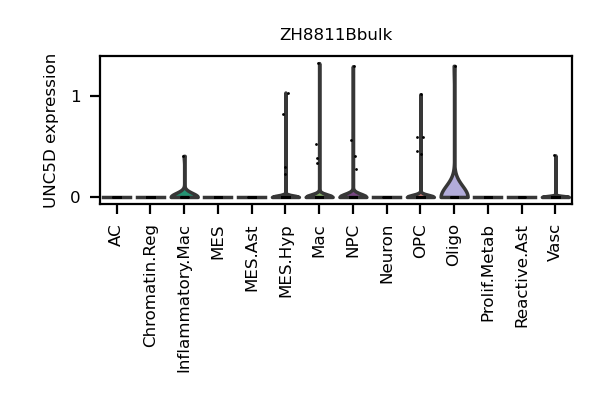 ZH8811Bbulk
UNC5D expression
1
0
AC
Chromatin.Reg
Inflammatory.Mac
MES
MES.Ast
MES.Hyp
Mac
NPC
Neuron
OPC
Oligo
Prolif.Metab
Reactive.Ast
Vasc